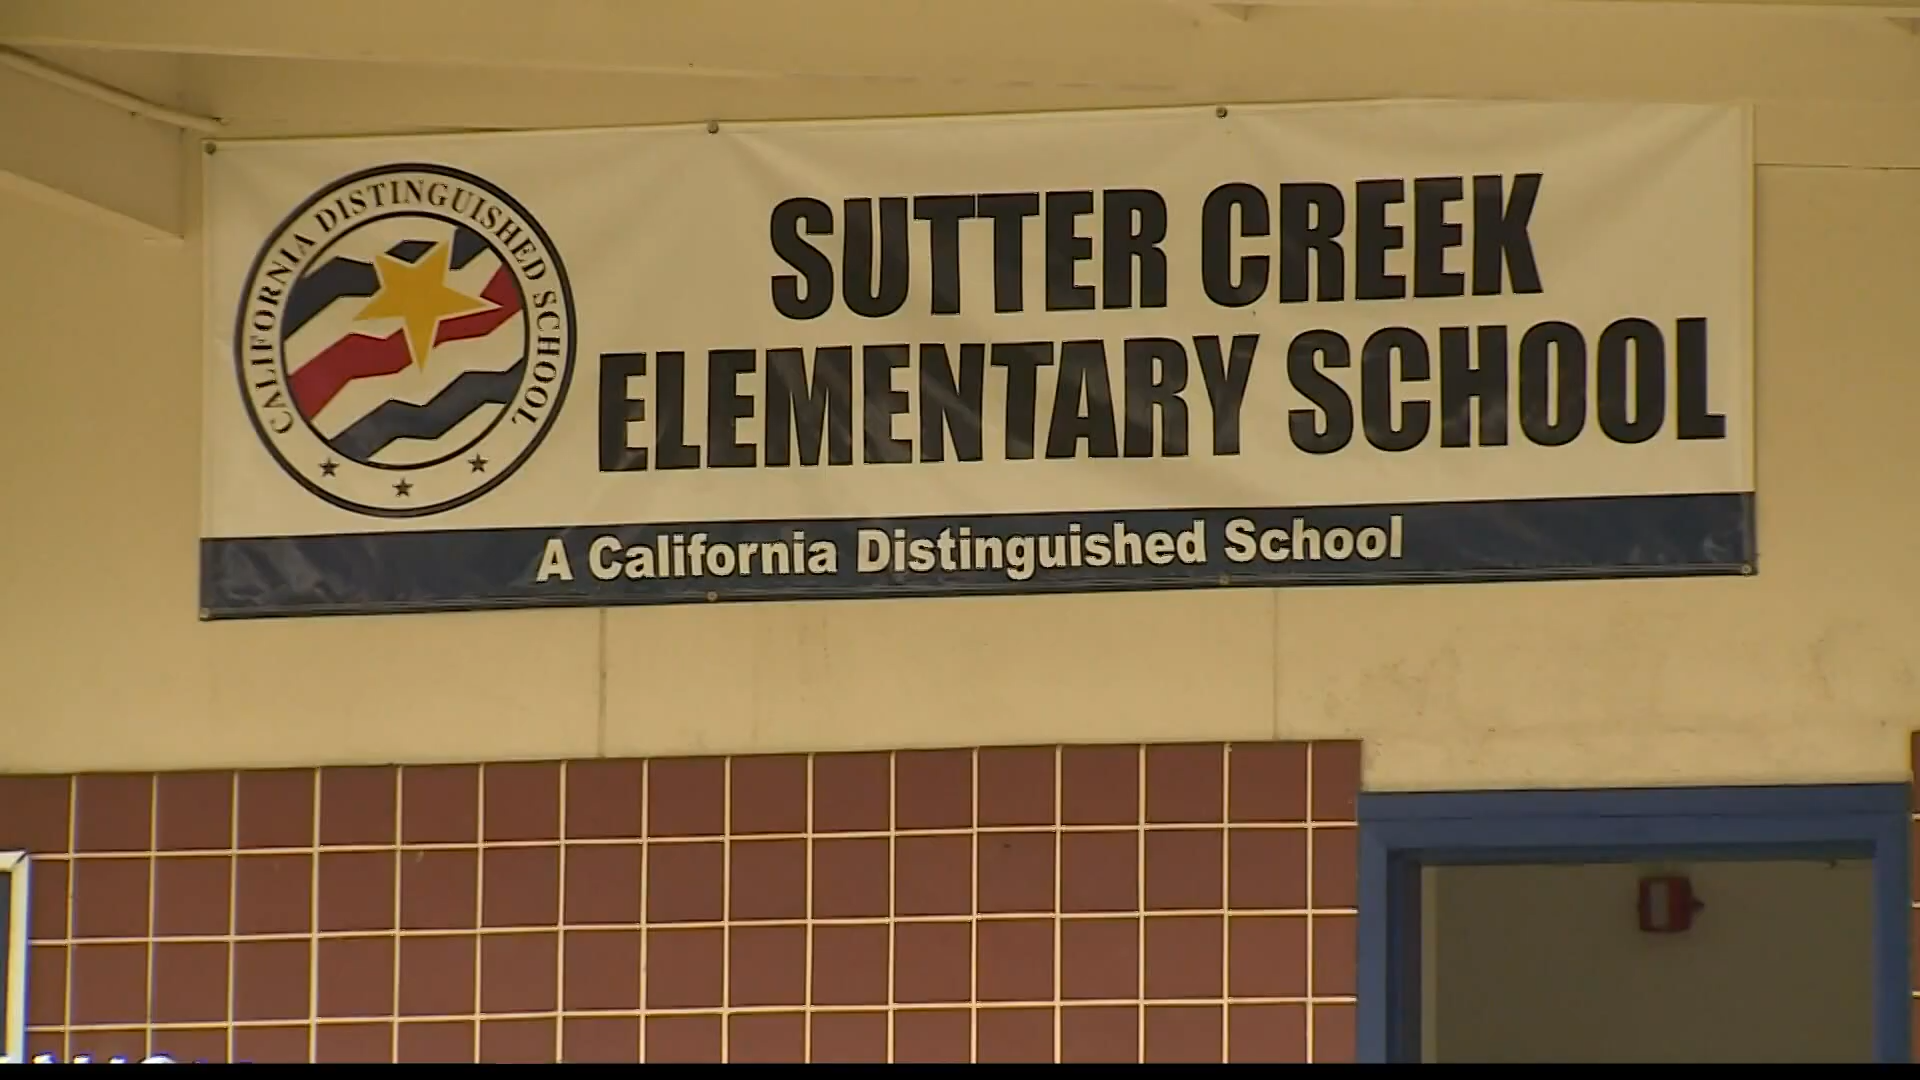 CALIFORNIA DISTINGUISHED SCHOOL
SUTTER CREEK
ELEMENTARY SCHOOL
A California Distinguished School